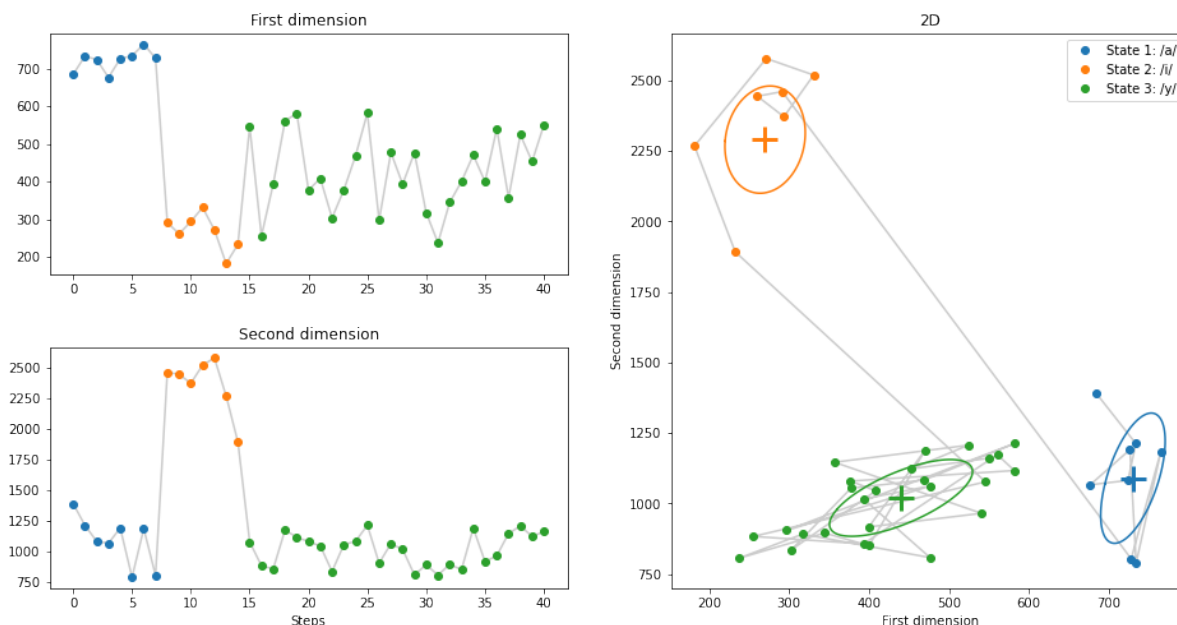 First dimension
700
600
500
400
300
200
0 5 10 15 20 25 30 35 40
Second dimension
2500
2250
2000
1750
1500
1250
1000
750
0 5 10 15 20 25 30 35 40
Steps
2D
State 1: /a/
State 2: /i/
State 3: /y/
Second dimension
2500
2250
2000
1750
1500
1250
1000
750
200 300 400 500 600 700
First dimension